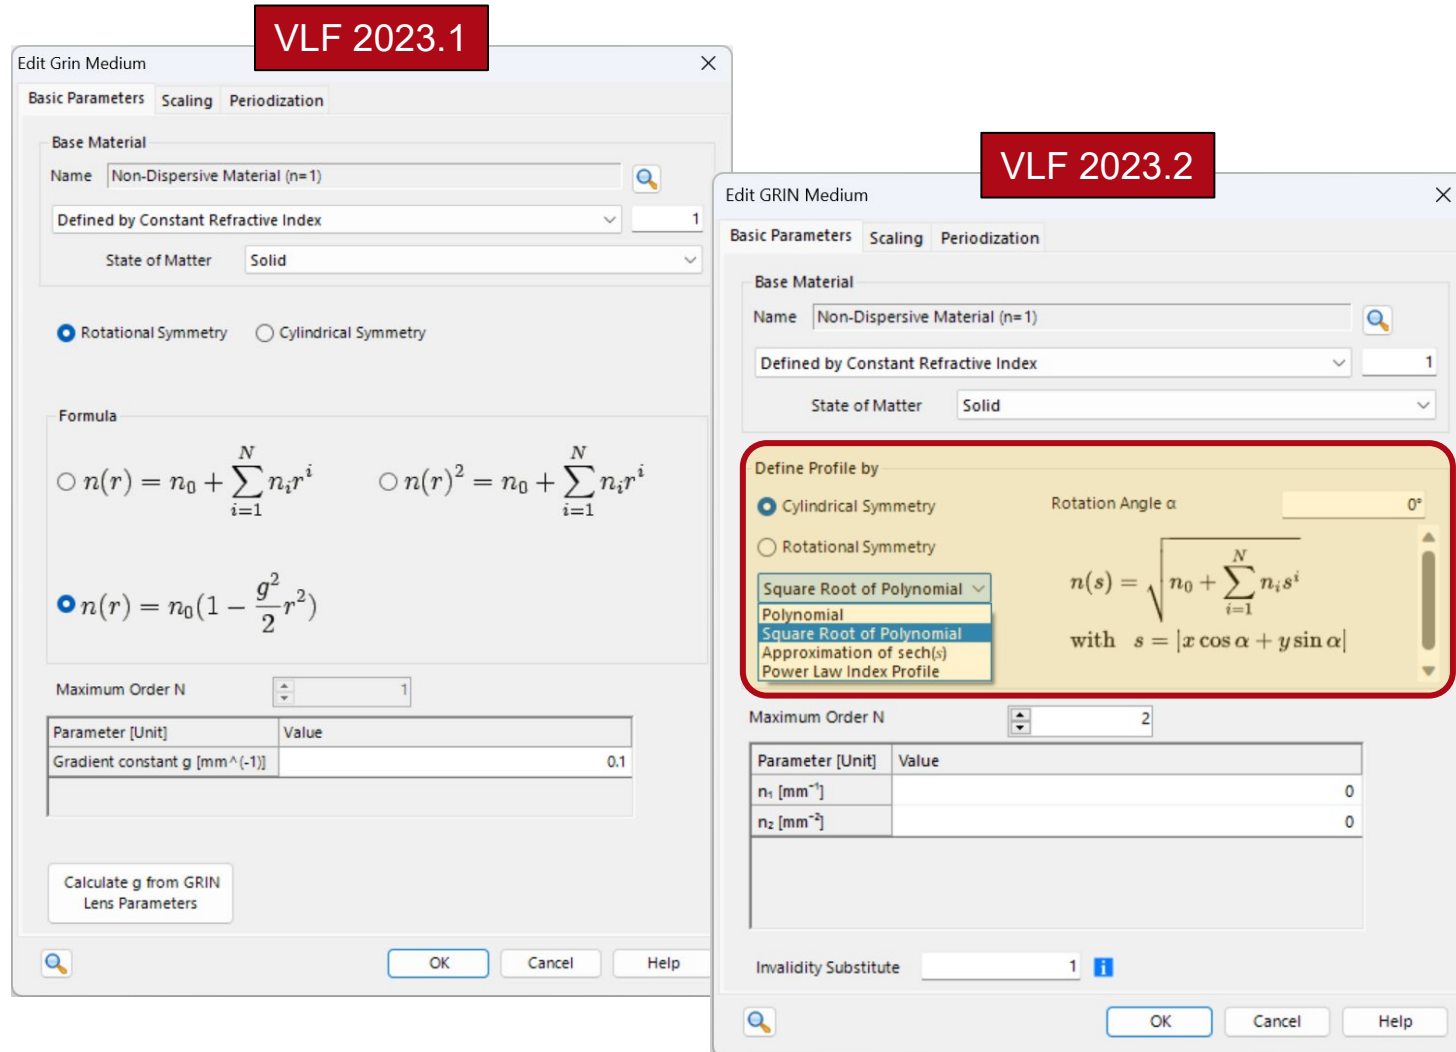 VLF 2023.1
Edit Grin Medium
Basic Parameters Scaling Periodization
Base Material
Name Non-Dispersive Material (n=1)
Defined by Constant Refractive Index 1
State of Matter Solid
Rotational Symmetry Cylindrical Symmetry
Formula
n(r) = n₀ + ∑_{i=1}^{N} nᵢrⁱ n(r)² = n₀ + ∑_{i=1}^{N} nᵢrⁱ
n(r) = n₀(1 − g²/2 r²)
Maximum Order N 1
Parameter [Unit] Value
Gradient constant g [mm^(-1)] 0.1
Calculate g from GRIN
Lens Parameters
OK Cancel Help
VLF 2023.2
Edit GRIN Medium
Basic Parameters Scaling Periodization
Base Material
Name Non-Dispersive Material (n=1)
Defined by Constant Refractive Index 1
State of Matter Solid
Define Profile by
Cylindrical Symmetry Rotation Angle α 0°
Rotational Symmetry
Square Root of Polynomial
Polynomial
Square Root of Polynomial
Approximation of sech(s)
Power Law Index Profile
n(s) = √(n₀ + ∑_{i=1}^{N} nᵢsⁱ)
with s = |x cos α + y sin α|
Maximum Order N 2
Parameter [Unit] Value
n₁ [mm⁻¹] 0
n₂ [mm⁻²] 0
Invalidity Substitute 1 i
OK Cancel Help